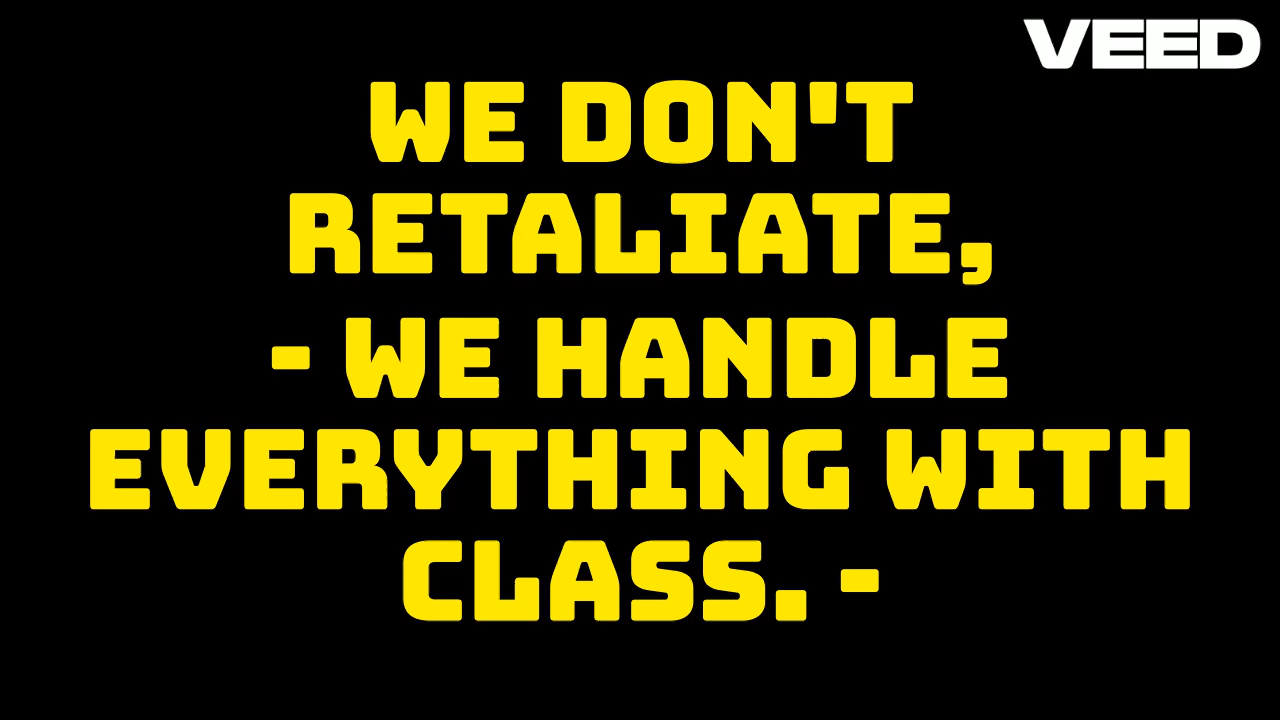 VEED
WE DON'T
RETALIATE,
- WE HANDLE
EVERYTHING WITH
CLASS. -